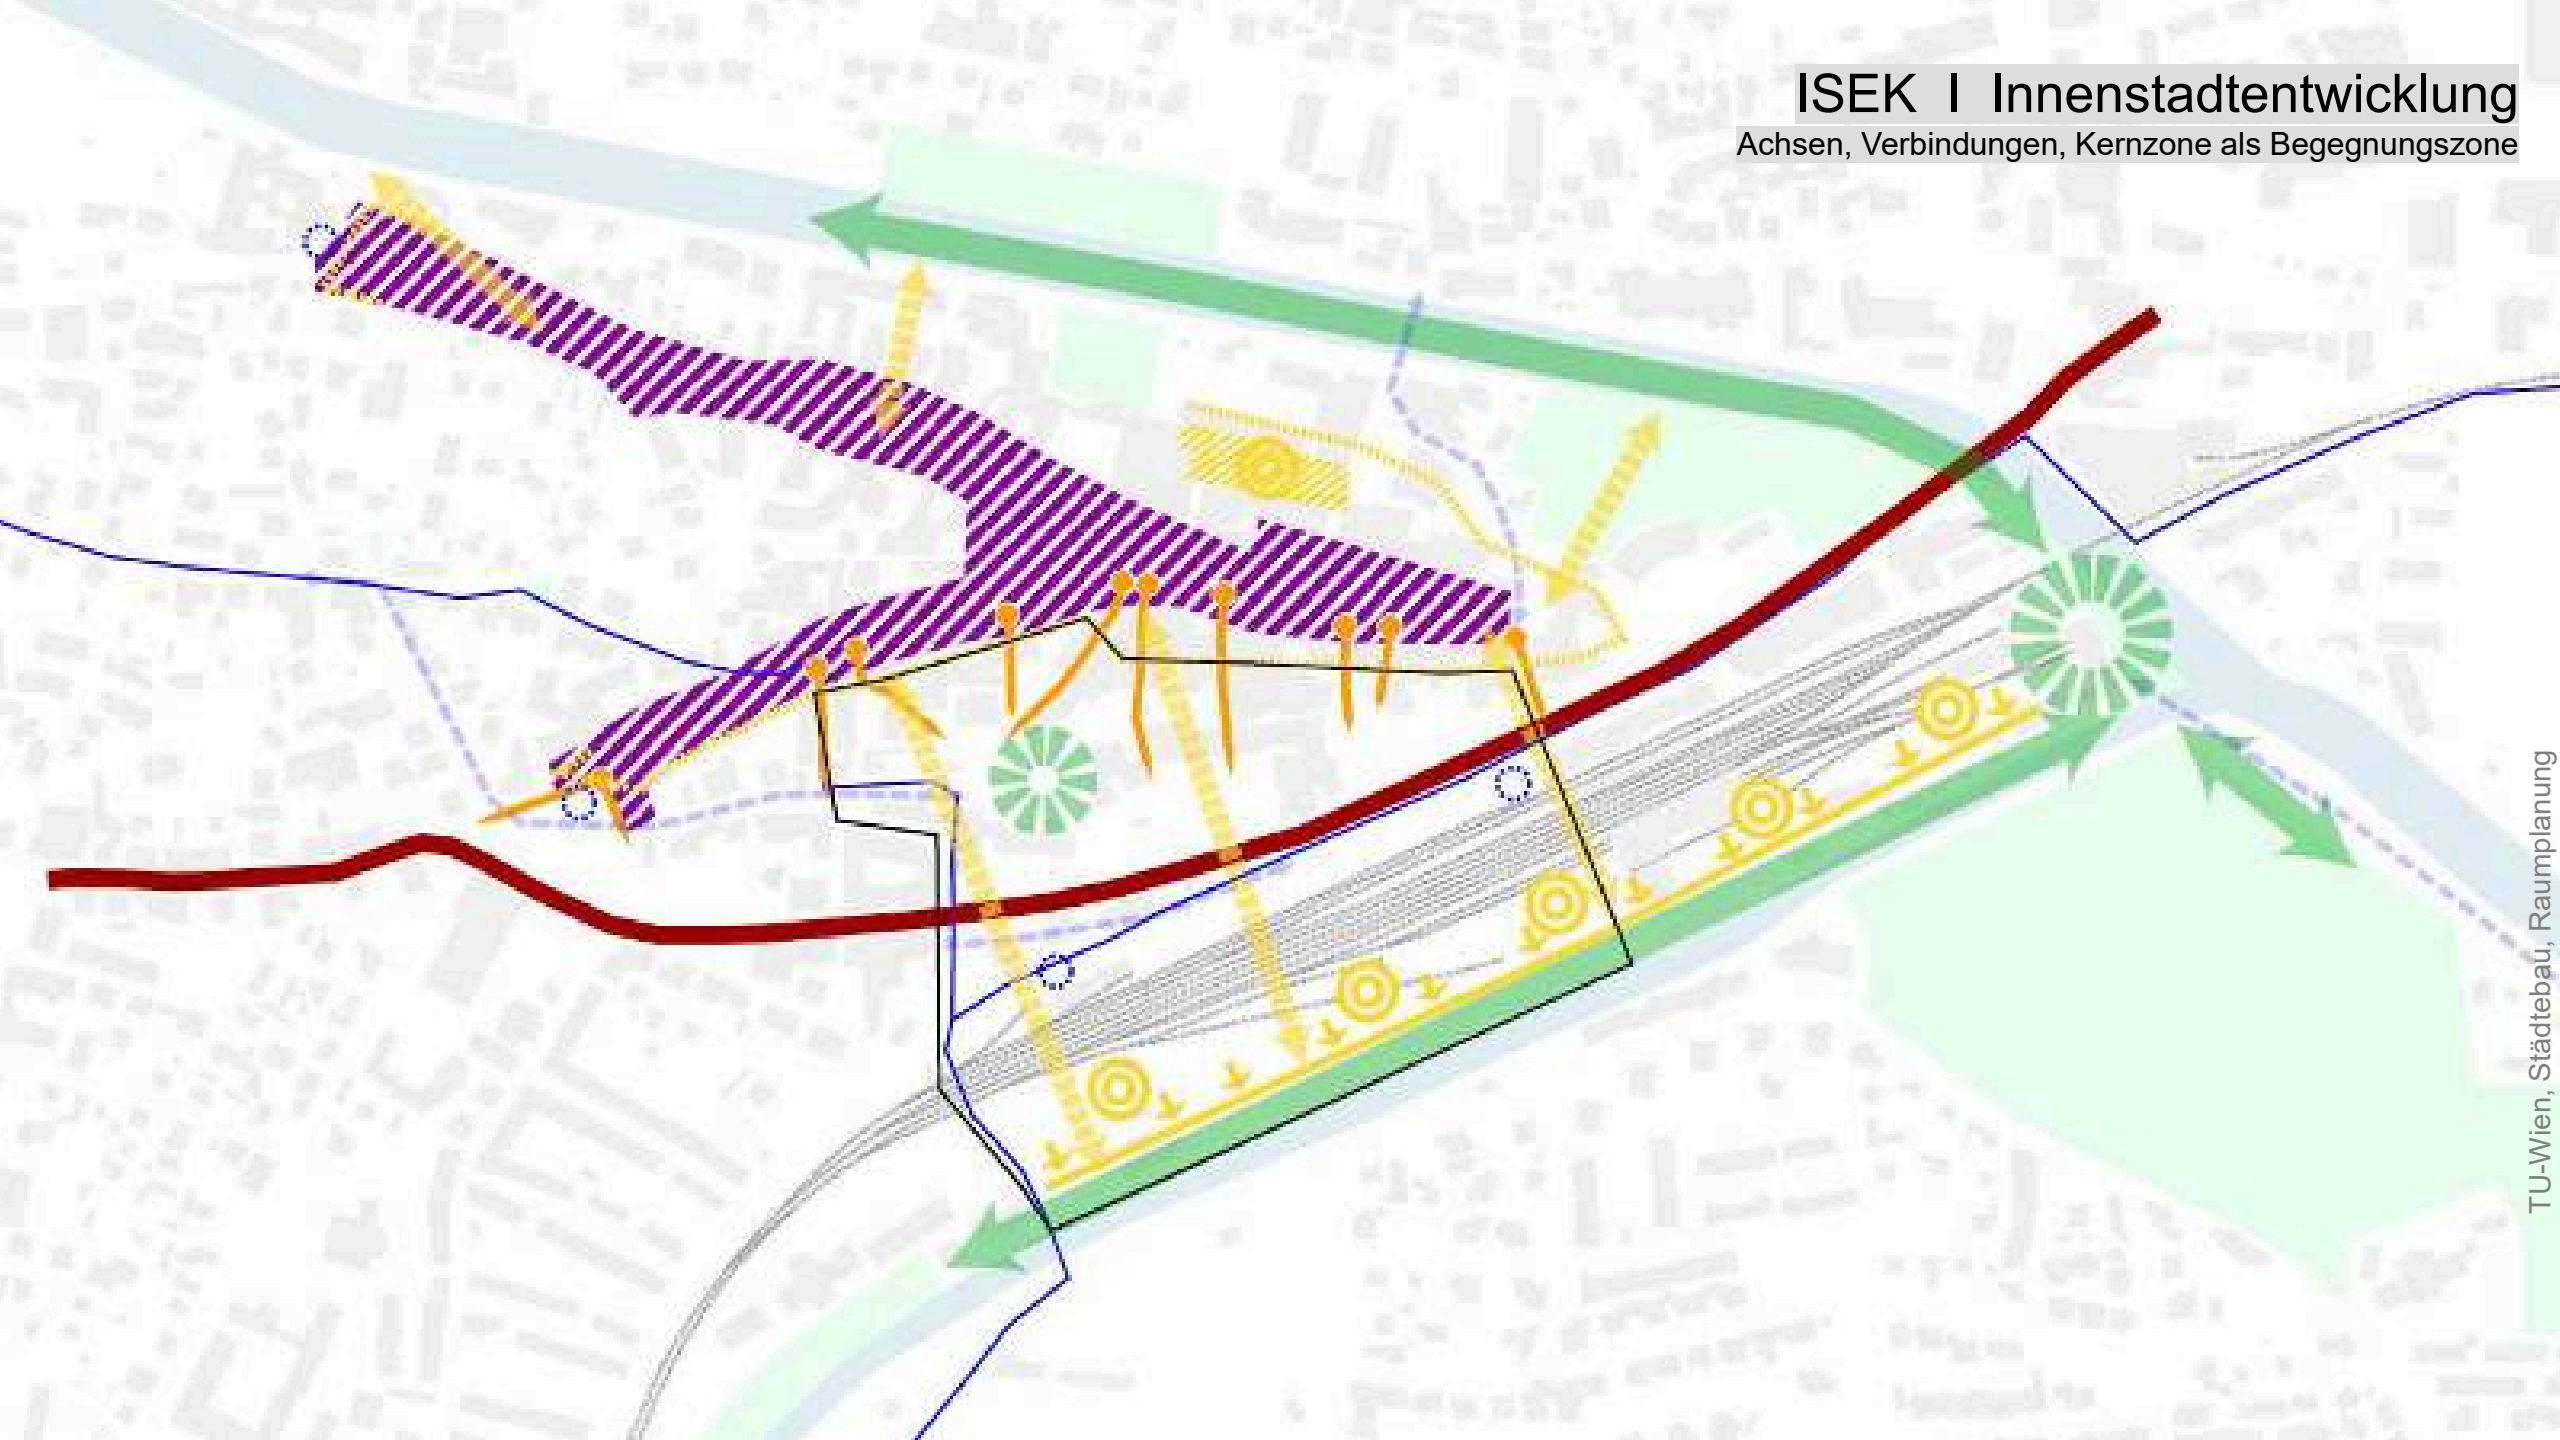 ISEK I Innenstadtentwicklung
Achsen, Verbindungen, Kernzone als Begegnungszone
TU-Wien, Städtebau, Raumplanung